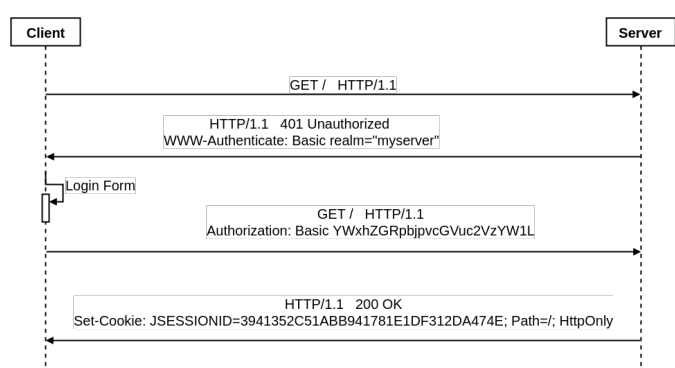 Client
Server
GET / HTTP/1.1
HTTP/1.1 401 Unauthorized
WWW-Authenticate: Basic realm="myserver"
Login Form
GET / HTTP/1.1
Authorization: Basic YWxhZGRpbjpvcGVuc2VzYW1L
HTTP/1.1 200 OK
Set-Cookie: JSESSIONID=3941352C51ABB941781E1DF312DA474E; Path=/; HttpOnly